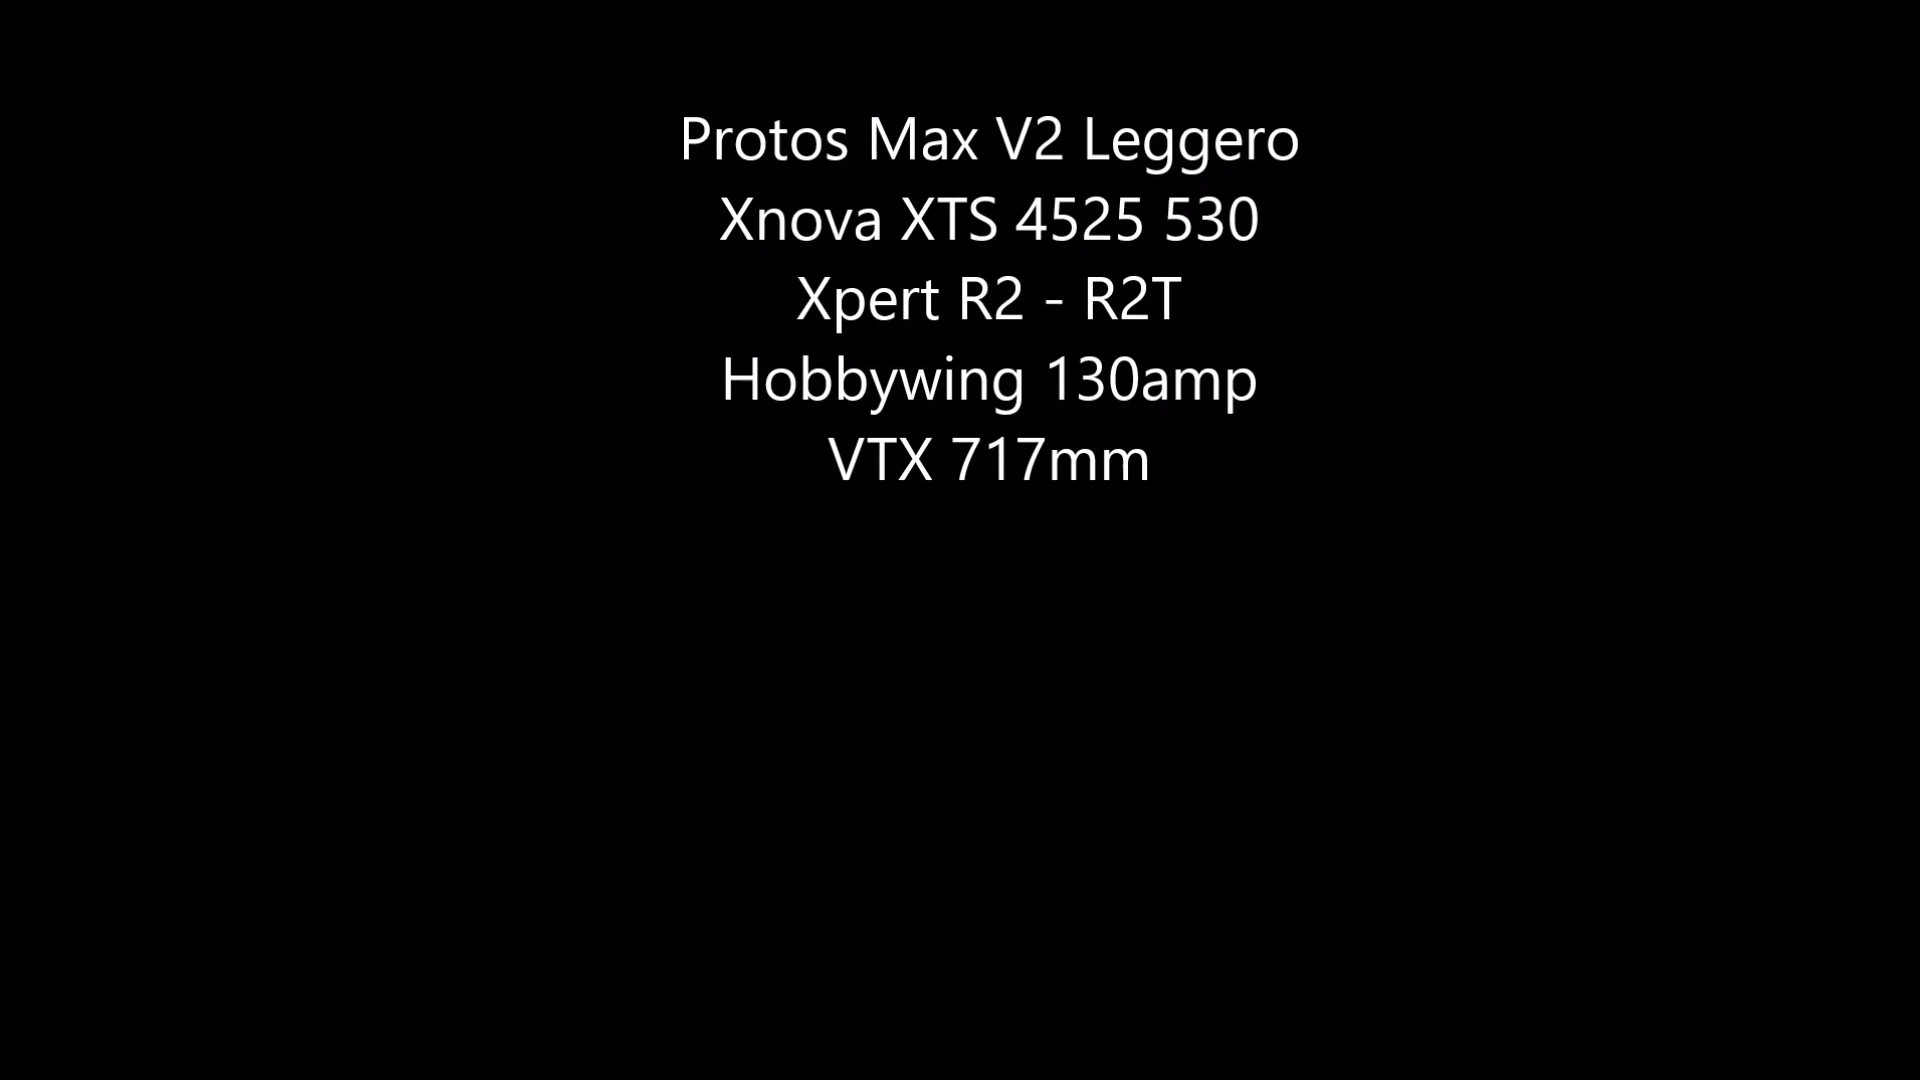 Protos Max V2 Leggero
Xnova XTS 4525 530
Xpert R2 - R2T
Hobbywing 130amp
VTX 717mm